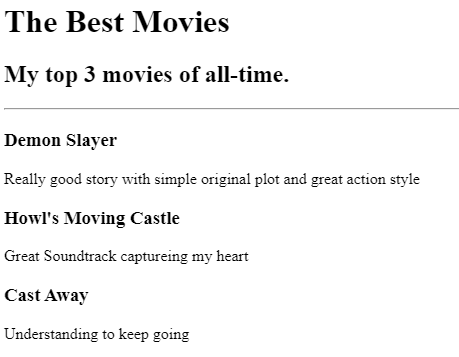 The Best Movies
My top 3 movies of all-time.
Demon Slayer
Really good story with simple original plot and great action style
Howl's Moving Castle
Great Soundtrack captureing my heart
Cast Away
Understanding to keep going